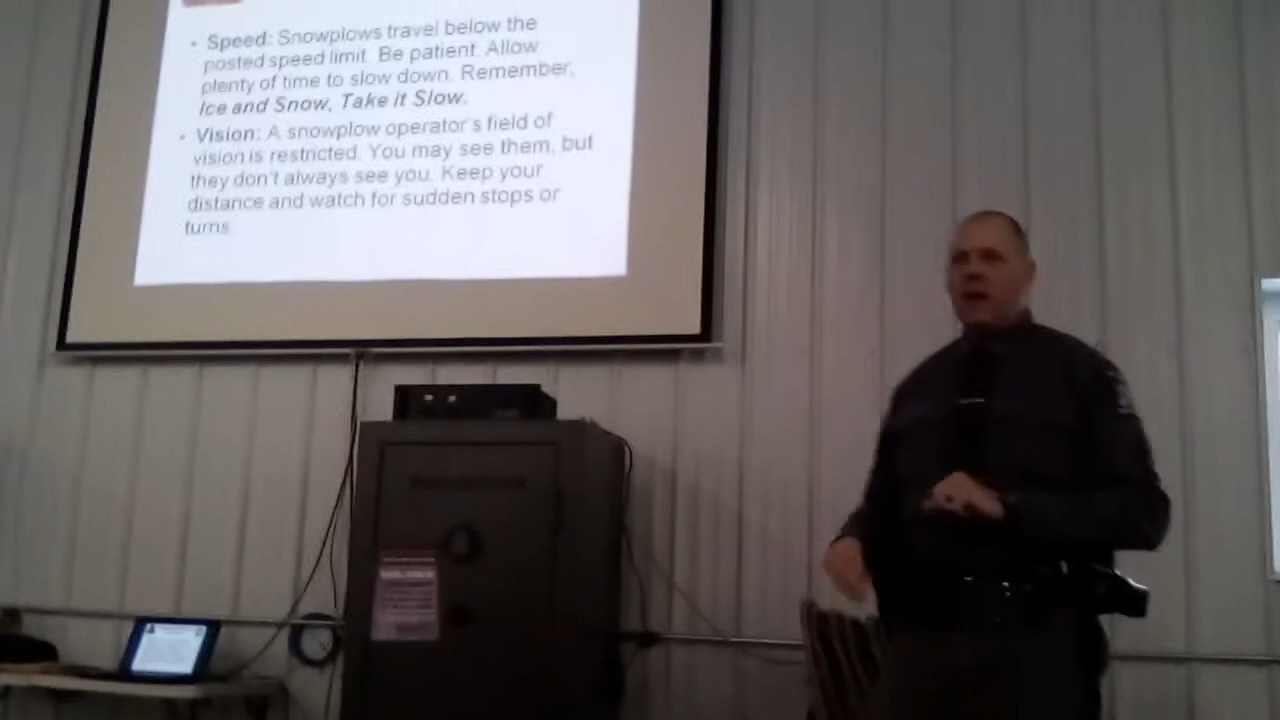 • Speed: Snowplows travel below the
posted speed limit. Be patient. Allow
plenty of time to slow down. Remember,
Ice and Snow, Take it Slow.
• Vision: A snowplow operator's field of
vision is restricted. You may see them, but
they don't always see you. Keep your
distance and watch for sudden stops or
turns.